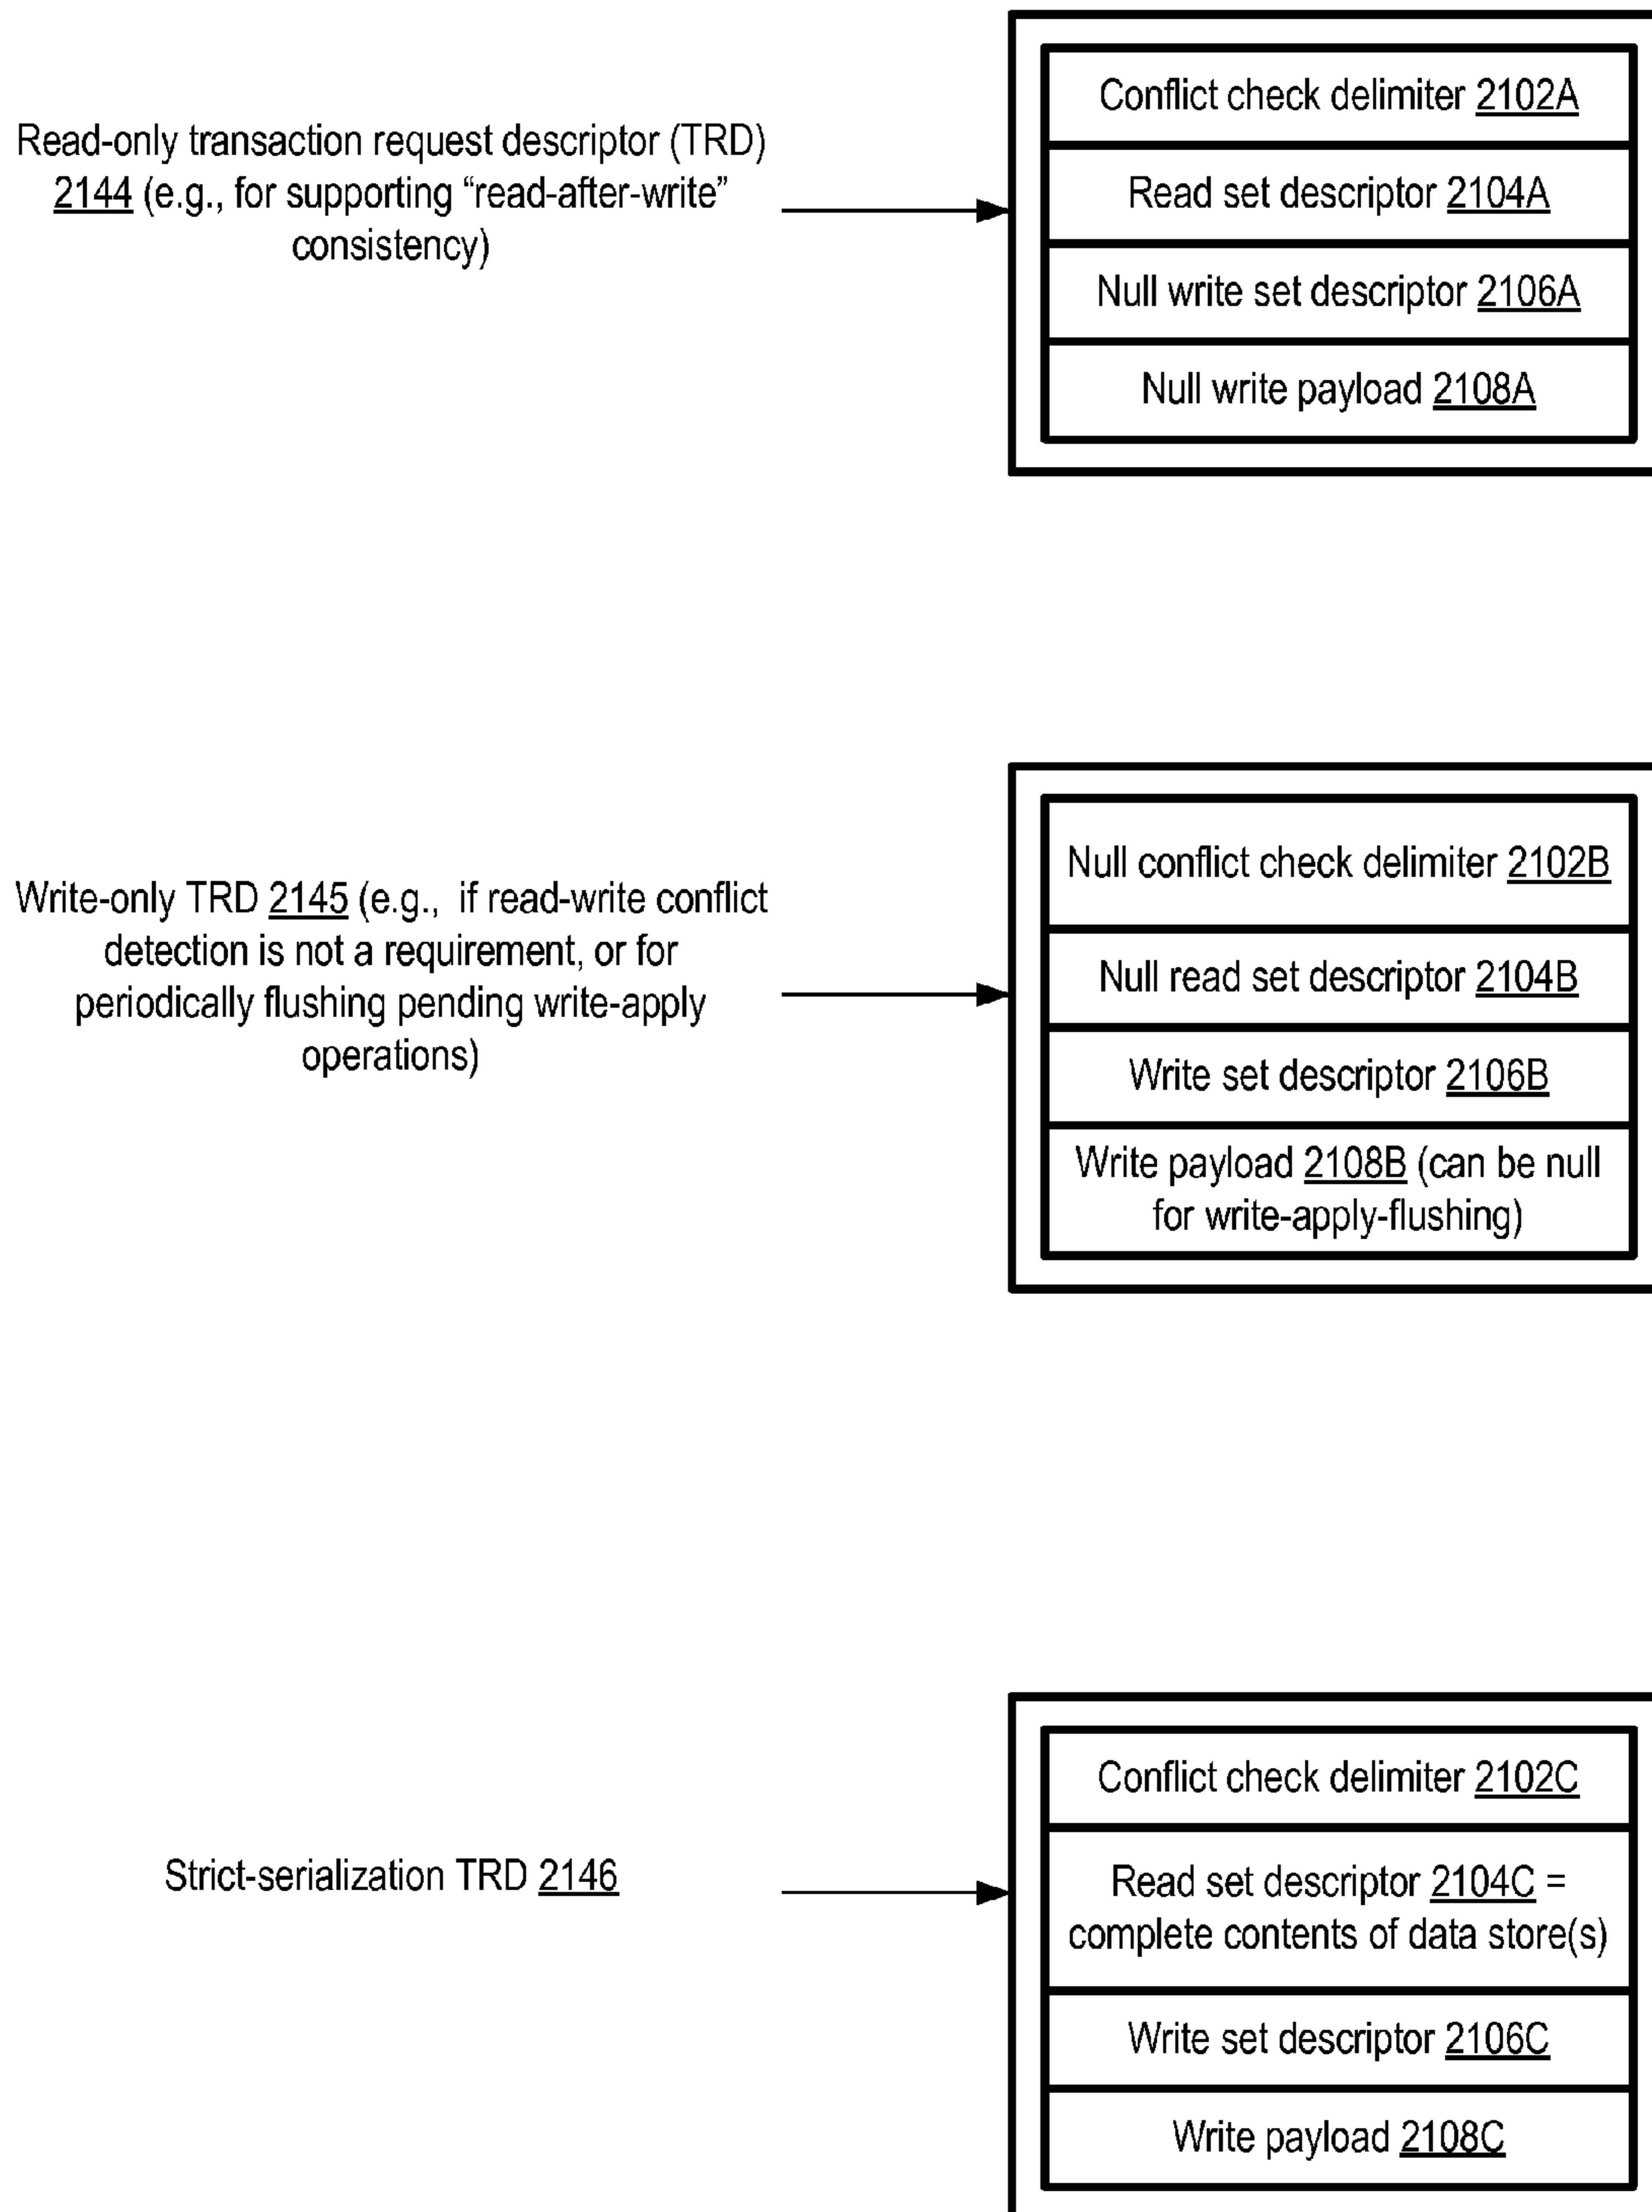 Read-only transaction request descriptor (TRD)
2144 (e.g., for supporting “read-after-write”
consistency)
Conflict check delimiter 2102A
Read set descriptor 2104A
Null write set descriptor 2106A
Null write payload 2108A
Write-only TRD 2145 (e.g., if read-write conflict
detection is not a requirement, or for
periodically flushing pending write-apply
operations)
Null conflict check delimiter 2102B
Null read set descriptor 2104B
Write set descriptor 2106B
Write payload 2108B (can be null
for write-apply-flushing)
Strict-serialization TRD 2146
Conflict check delimiter 2102C
Read set descriptor 2104C =
complete contents of data store(s)
Write set descriptor 2106C
Write payload 2108C